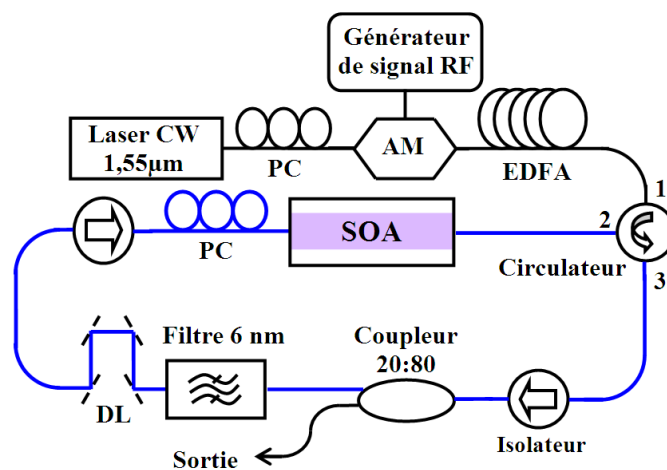 Générateur
de signal RF
Laser CW
1,55µm
PC
AM
EDFA
1
2
3
PC
SOA
Circulateur
Filtre 6 nm
Coupleur
20:80
DL
Sortie
Isolateur